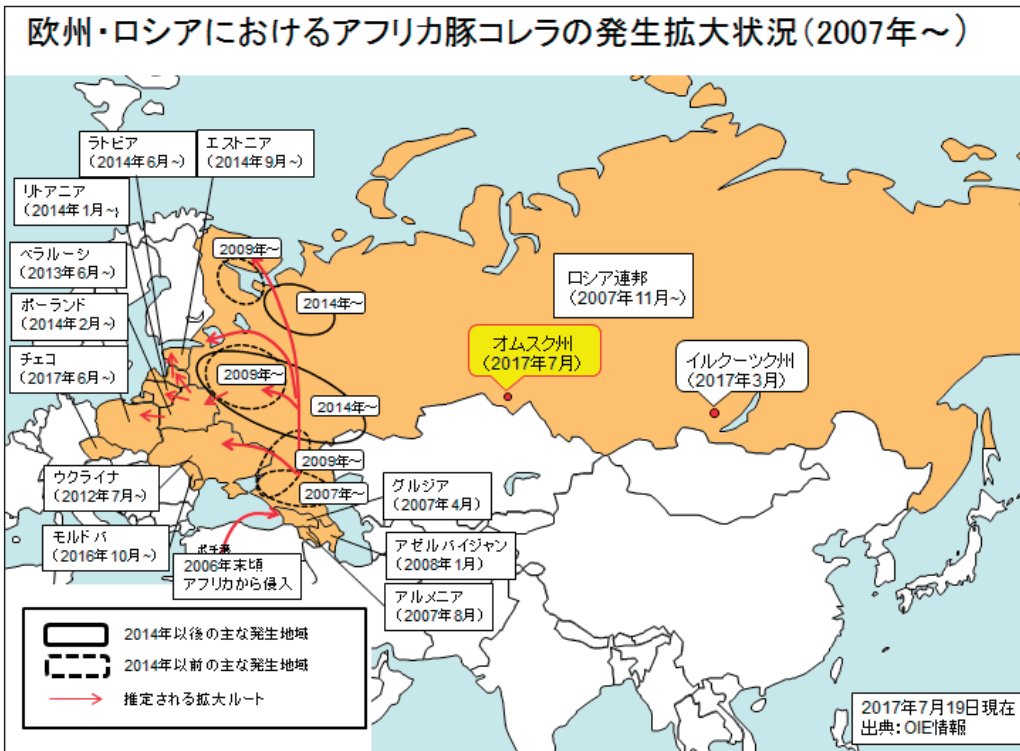 欧州・ロシアにおけるアフリカ豚コレラの発生拡大状況(2007年~)
ラトビア
(2014年6月~)
エストニア
(2014年9月~)
リトアニア
(2014年1月~)
ベラルーシ
(2013年6月~)
ポーランド
(2014年2月~)
チェコ
(2017年6月~)
2009年~
2014年~
ロシア連邦
(2007年11月~)
オムスク州
(2017年7月)
イルクーツク州
(2017年3月)
2009年~
2014年~
2009年~
2007年~
ウクライナ
(2012年7月~)
モルドバ
(2016年10月~)
グルジア
(2007年4月)
アゼルバイジャン
(2008年1月)
アルメニア
(2007年8月)
2006年末頃
アフリカから侵入
2014年以後の主な発生地域
2014年以前の主な発生地域
推定される拡大ルート
2017年7月19日現在
出典:OIE情報